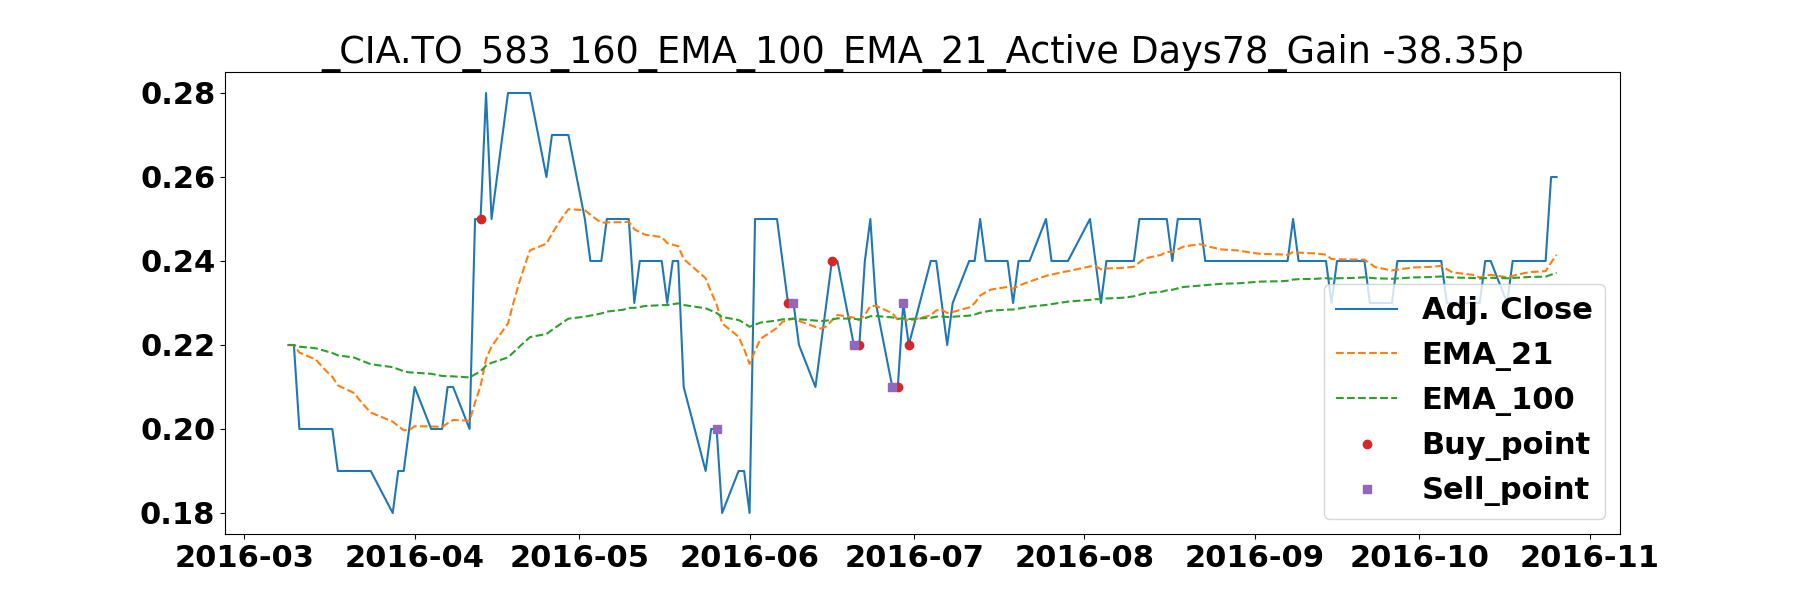 _CIA.TO_583_160_EMA_100_EMA_21_Active Days78_Gain -38.35p
0.28
0.26
0.24
0.22
0.20
0.18
Adj. Close
EMA_21
EMA_100
Buy_point
Sell_point
2016-03 2016-04 2016-05 2016-06 2016-07 2016-08 2016-09 2016-10 2016-11